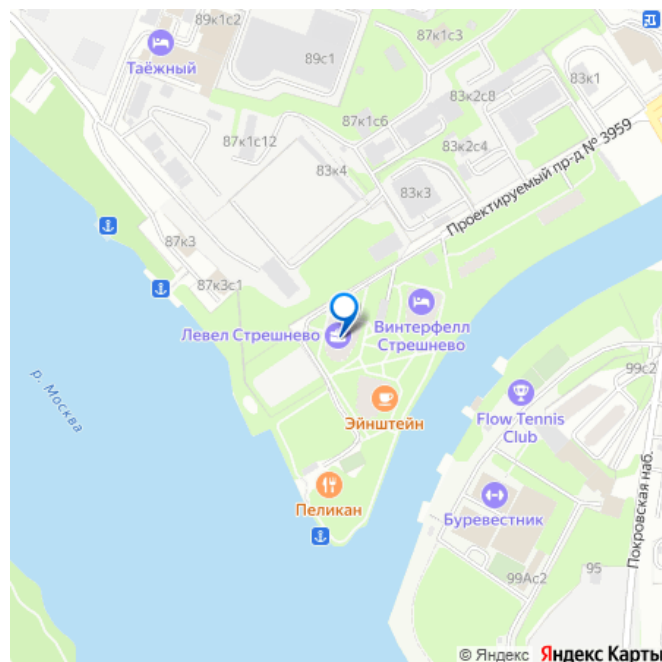 89к1с2
87к1с3
Таёжный
89с1
83к1
83к2с8
87к1с6
87к1с12
83к2с4
83к4
83к3
Проектируемый пр-д № 3959
87к3
87к3с1
Левел Стрешнево
Винтерфелл
Стрешнево
р. Москва
99с2
Эйнштейн
Flow Tennis
Club
Пеликан
Буревестник
Покровская наб.
99Ас2
95
© Яндекс Яндекс Карты